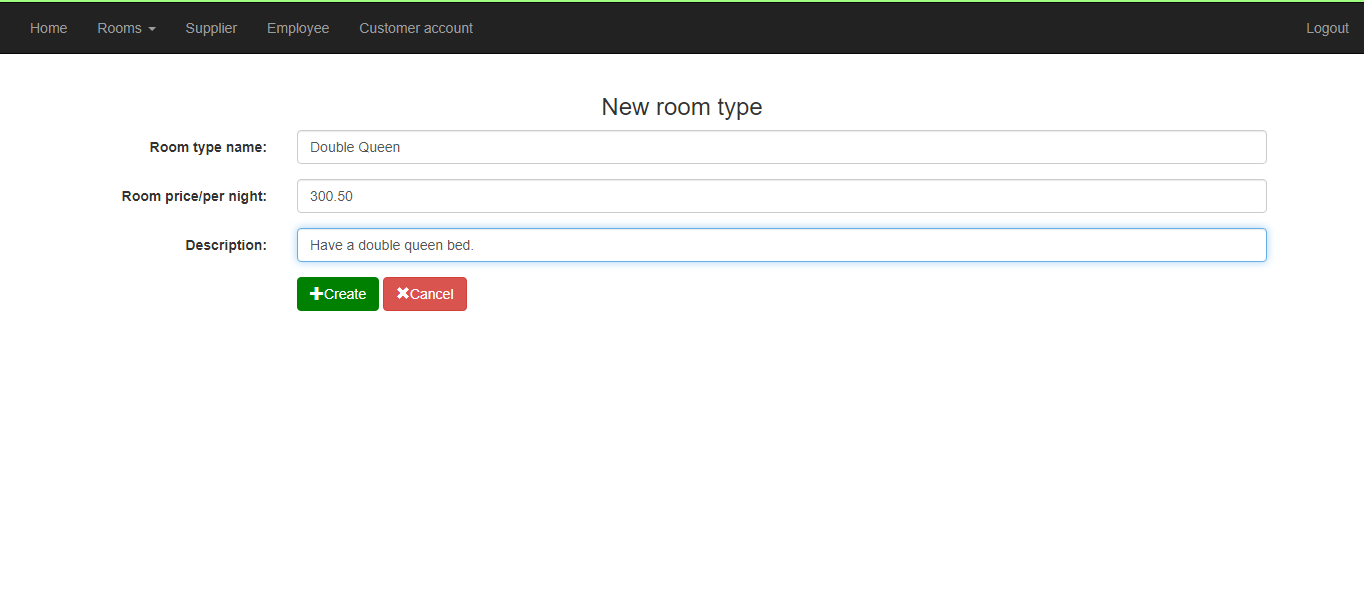 Home Rooms Supplier Employee Customer account Logout
New room type
Room type name: Double Queen
Room price/per night: 300.50
Description: Have a double queen bed.
Create Cancel